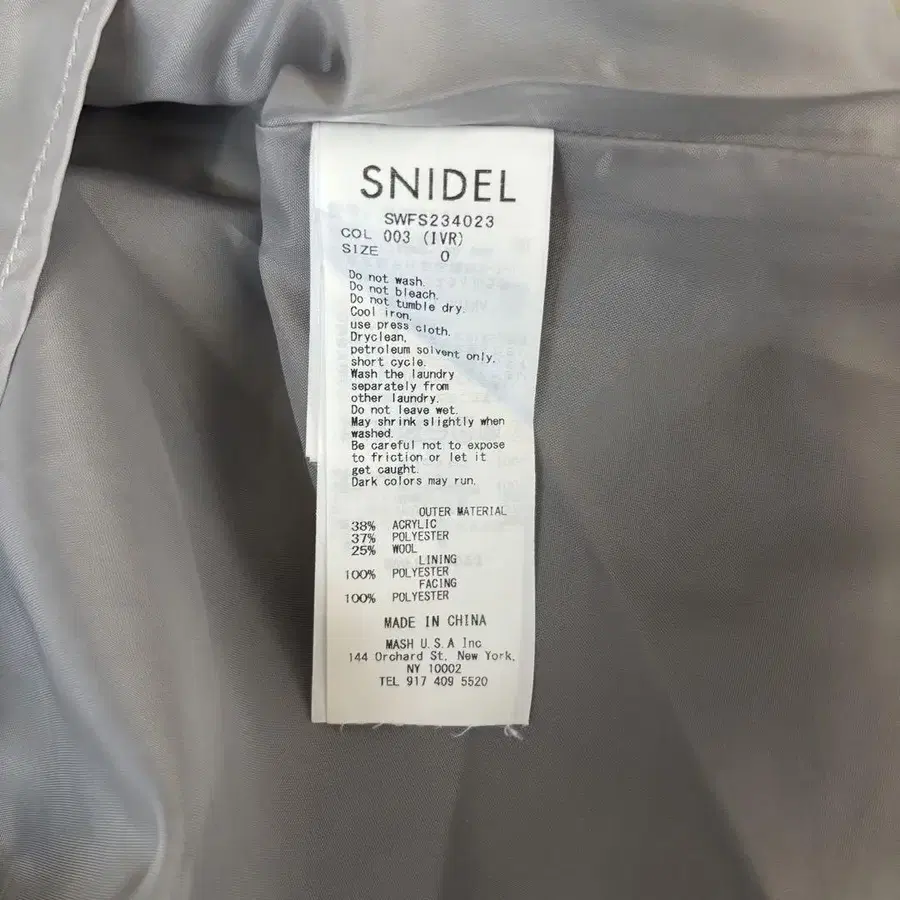 SNIDEL
SWFS234023
COL 003 (IVR)
SIZE 0
Do not wash.
Do not bleach.
Do not tumble dry.
Cool iron,
use press cloth.
Dryclean,
petroleum solvent only,
short cycle.
Wash the laundry
separately from
other laundry.
Do not leave wet.
May shrink slightly when
washed.
Be careful not to expose
to friction or let it
get caught.
Dark colors may run.
OUTER MATERIAL
38% ACRYLIC
37% POLYESTER
25% WOOL
LINING
100% POLYESTER
FACING
100% POLYESTER
MADE IN CHINA
MASH U.S.A Inc
144 Orchard St, New York,
NY 10002
TEL 917 409 5520